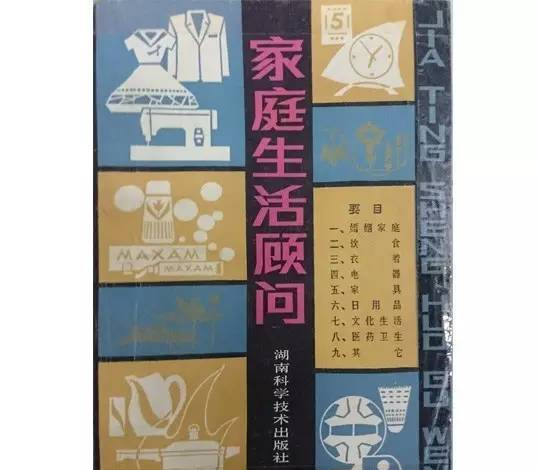 家庭生活顾问
5
MAXAM
MAXAM
要目
一、婚姻家庭
二、饮食
三、衣着
四、电器
五、家具
六、日用品
七、文化生活
八、医药卫生
九、其它
湖南科学技术出版社
JIA TING SHENG HUO GU WEN